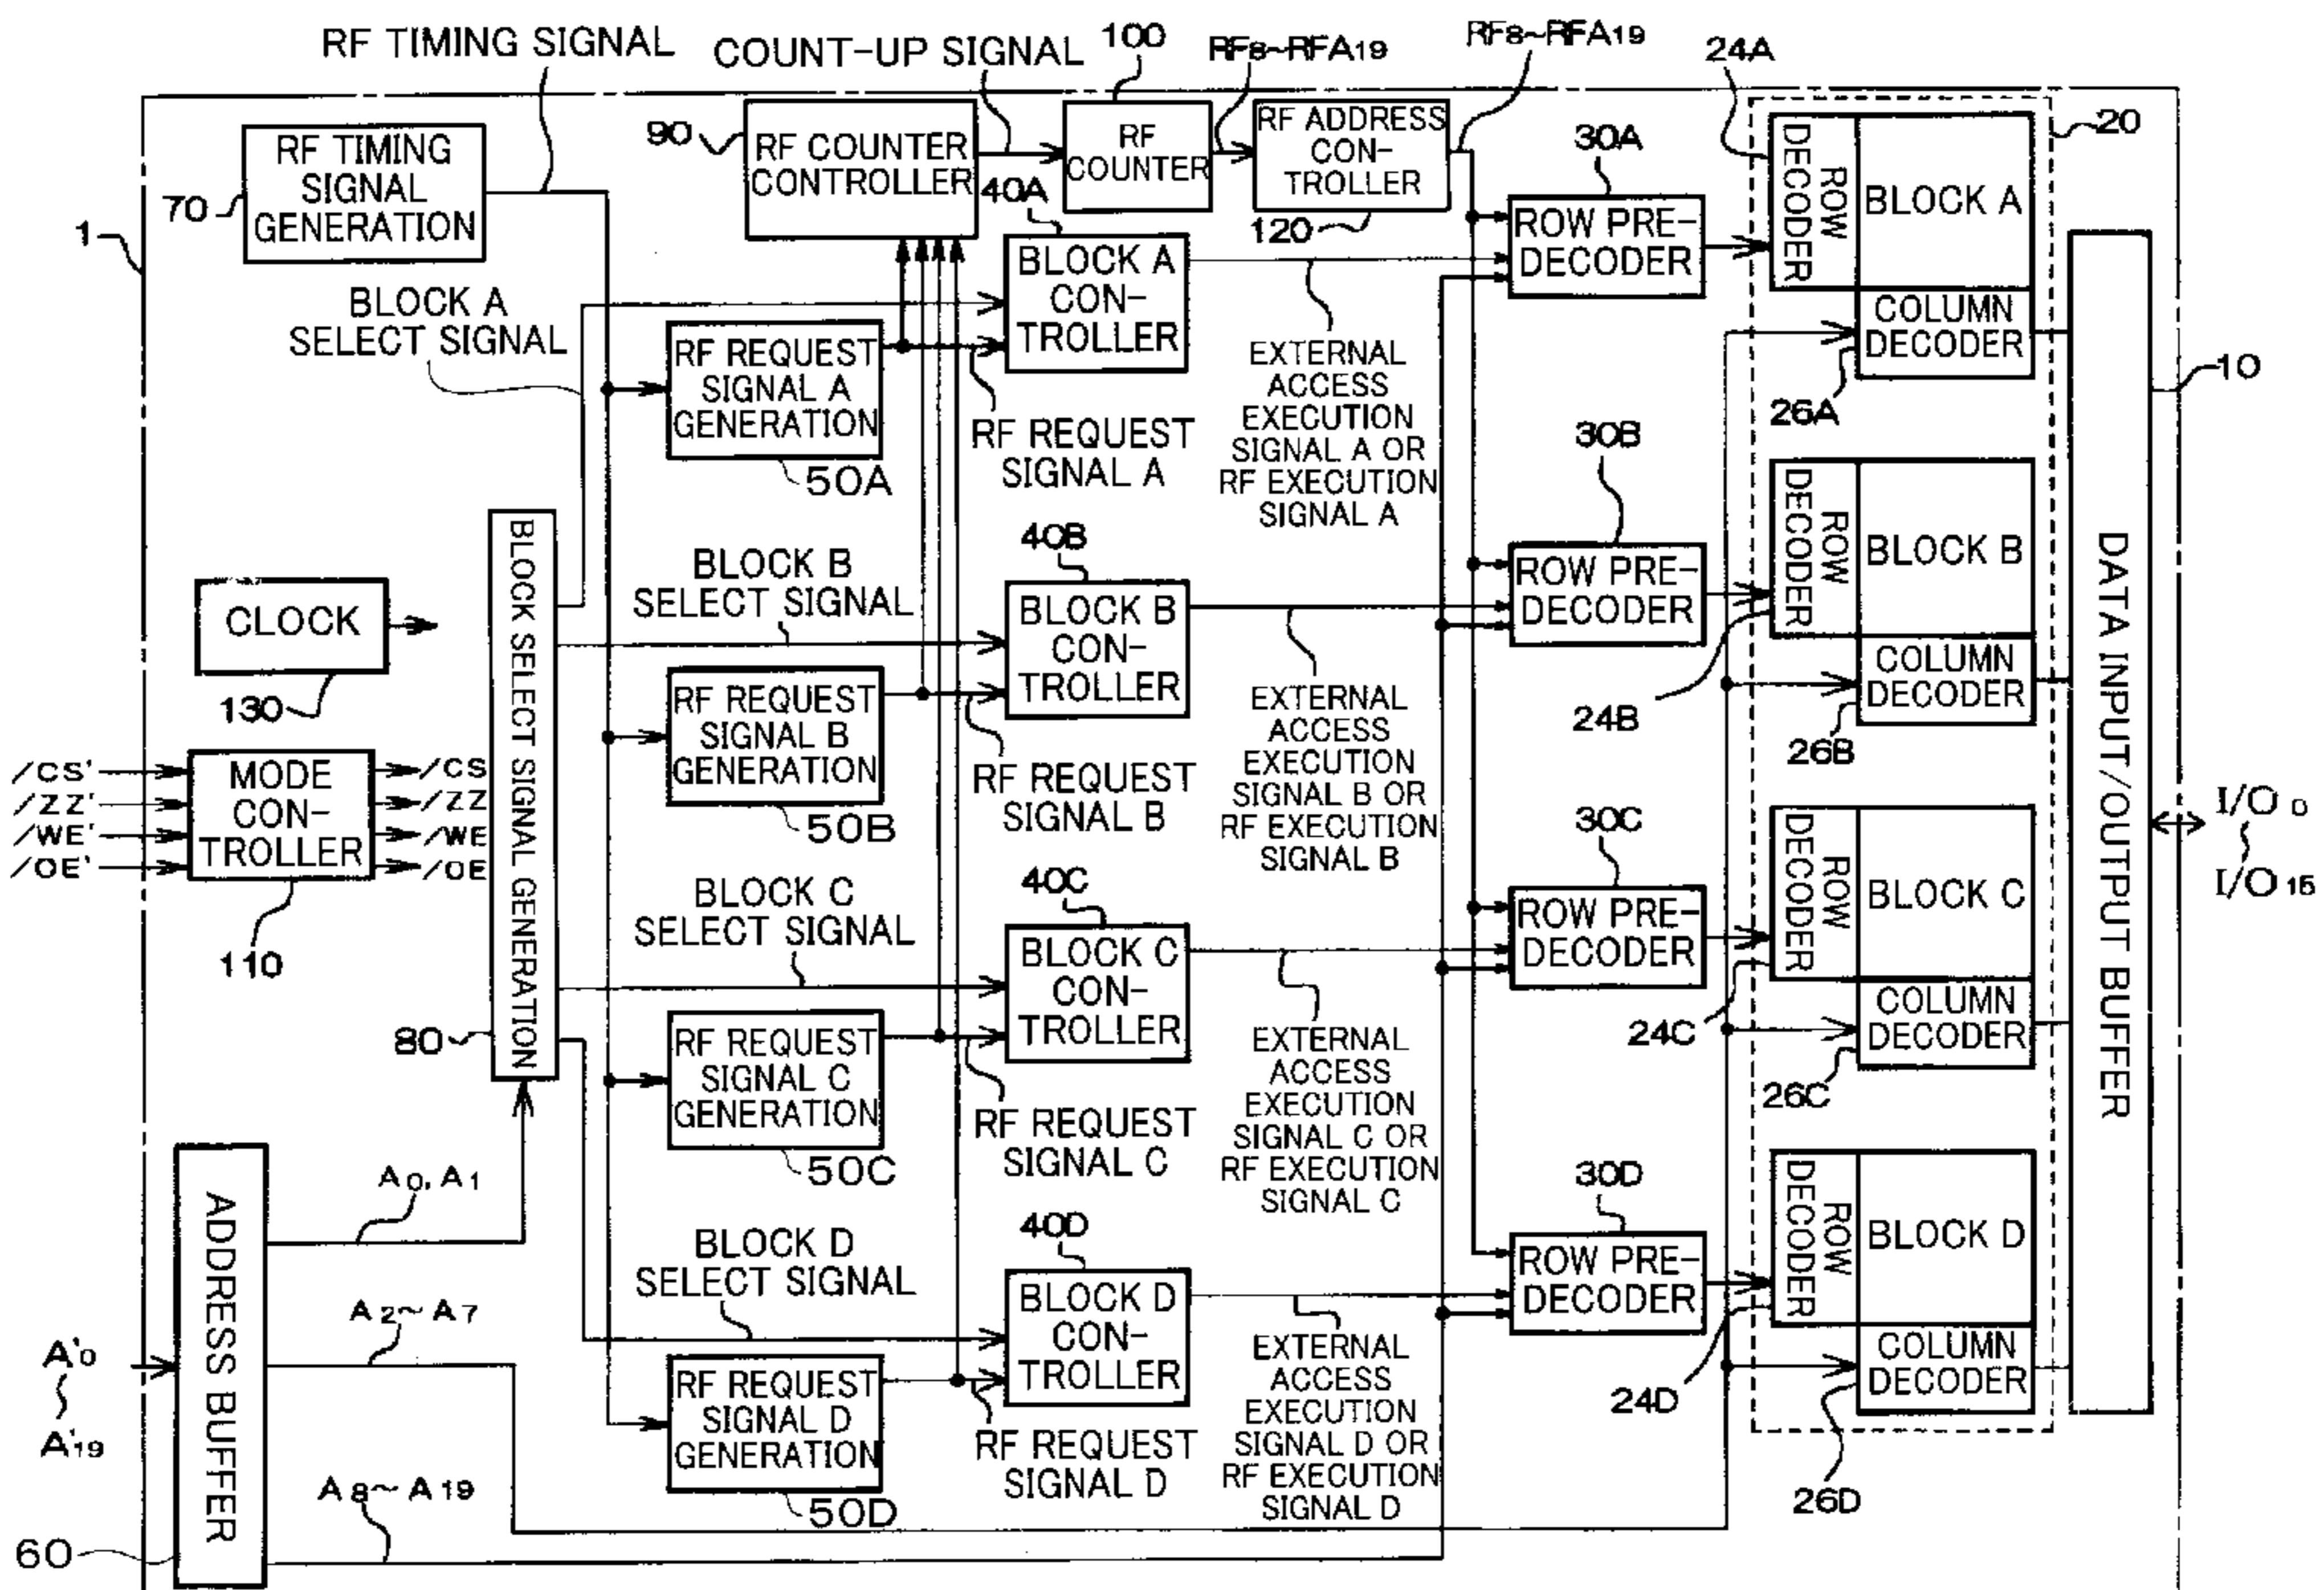 RF TIMING SIGNAL
COUNT-UP SIGNAL
100
RF8~RFA19
RF8~RFA19
24A
20
RF TIMING
SIGNAL
GENERATION
70
1
90
RF COUNTER
CONTROLLER
RF
COUNTER
RF ADDRESS
CON-
TROLLER
120
30A
ROW PRE-
DECODER
ROW
DECODER
BLOCK A
COLUMN
DECODER
26A
10
BLOCK A
SELECT SIGNAL
40A
BLOCK A
CON-
TROLLER
RF REQUEST
SIGNAL A
GENERATION
50A
RF REQUEST
SIGNAL A
EXTERNAL
ACCESS
EXECUTION
SIGNAL A OR
RF EXECUTION
SIGNAL A
CLOCK
130
BLOCK SELECT SIGNAL GENERATION
80
BLOCK B
SELECT SIGNAL
40B
BLOCK B
CON-
TROLLER
RF REQUEST
SIGNAL B
GENERATION
50B
RF REQUEST
SIGNAL B
EXTERNAL
ACCESS
EXECUTION
SIGNAL B OR
RF EXECUTION
SIGNAL B
30B
ROW PRE-
DECODER
24B
ROW
DECODER
BLOCK B
COLUMN
DECODER
26B
DATA INPUT/OUTPUT BUFFER
I/O0
I/O15
/CS'
/ZZ'
/WE'
/OE'
MODE
CON-
TROLLER
110
/CS
/ZZ
/WE
/OE
BLOCK C
SELECT SIGNAL
40C
BLOCK C
CON-
TROLLER
RF REQUEST
SIGNAL C
GENERATION
50C
RF REQUEST
SIGNAL C
EXTERNAL
ACCESS
EXECUTION
SIGNAL C OR
RF EXECUTION
SIGNAL C
30C
ROW PRE-
DECODER
24C
ROW
DECODER
BLOCK C
COLUMN
DECODER
26C
A'0
A'19
ADDRESS BUFFER
60
A0, A1
A2~A7
A8~A19
BLOCK D
SELECT SIGNAL
40D
BLOCK D
CON-
TROLLER
RF REQUEST
SIGNAL D
GENERATION
50D
RF REQUEST
SIGNAL D
EXTERNAL
ACCESS
EXECUTION
SIGNAL D OR
RF EXECUTION
SIGNAL D
30D
ROW PRE-
DECODER
24D
ROW
DECODER
BLOCK D
COLUMN
DECODER
26D